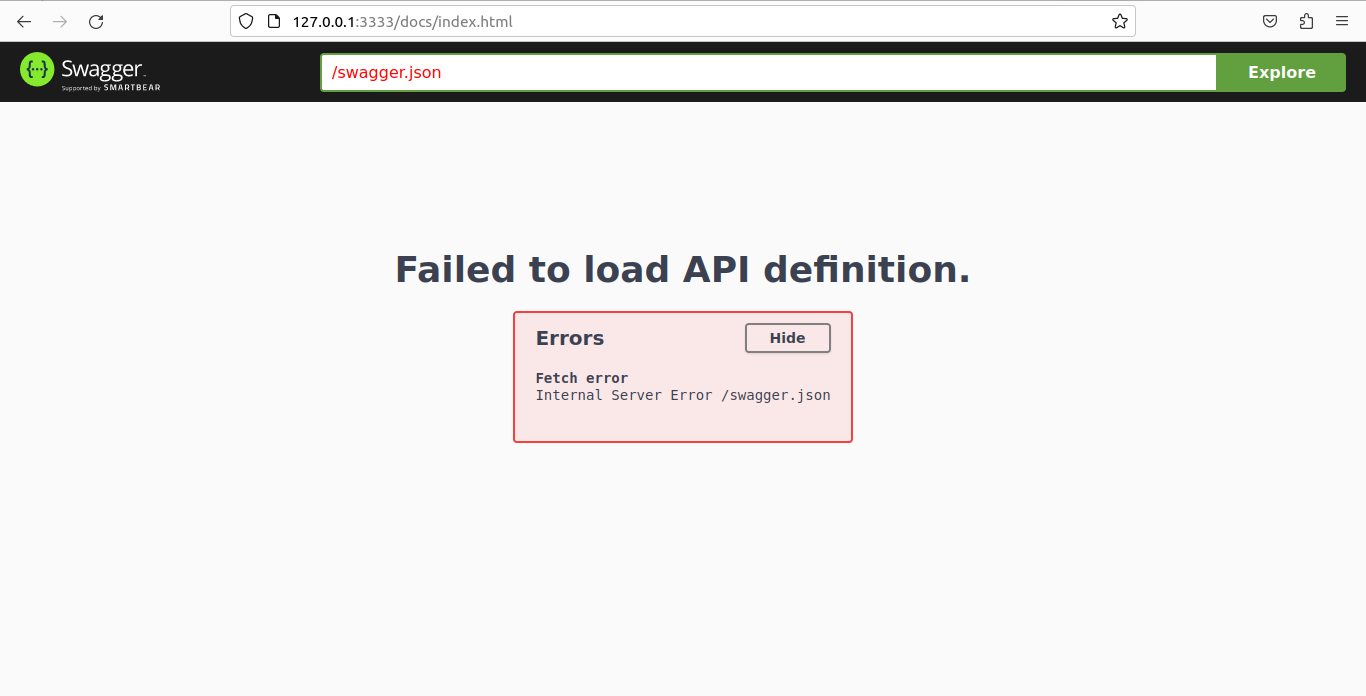 127.0.0.1:3333/docs/index.html
{···} Swagger.
Supported by SMARTBEAR
/swagger.json
Explore
Failed to load API definition.
Errors
Hide
Fetch error
Internal Server Error /swagger.json